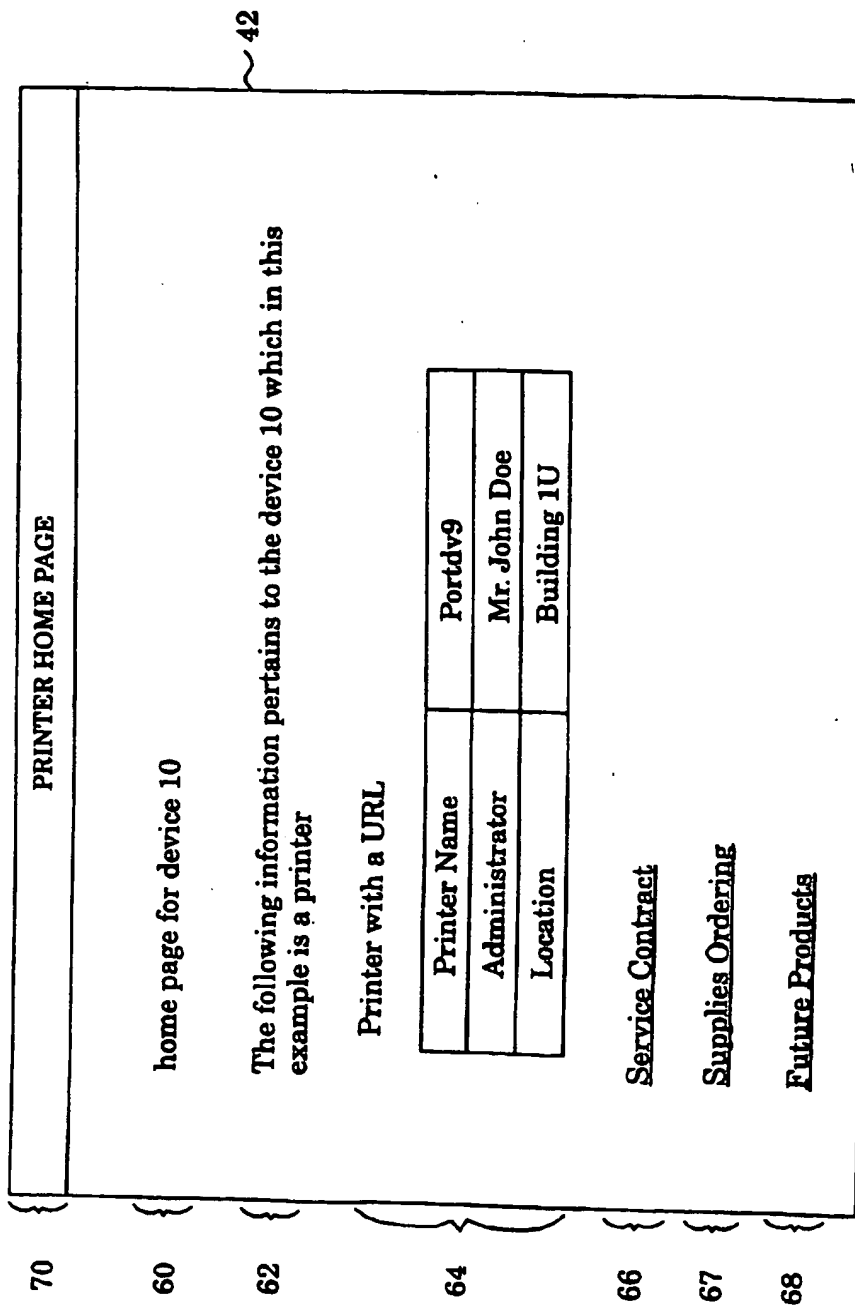 42
70 PRINTER HOME PAGE
60 home page for device 10
62 The following information pertains to the device 10 which in this
example is a printer
Printer with a URL
64
Printer Name Portdv9
Administrator Mr. John Doe
Location Building 1U
66 Service Contract
67 Supplies Ordering
68 Future Products